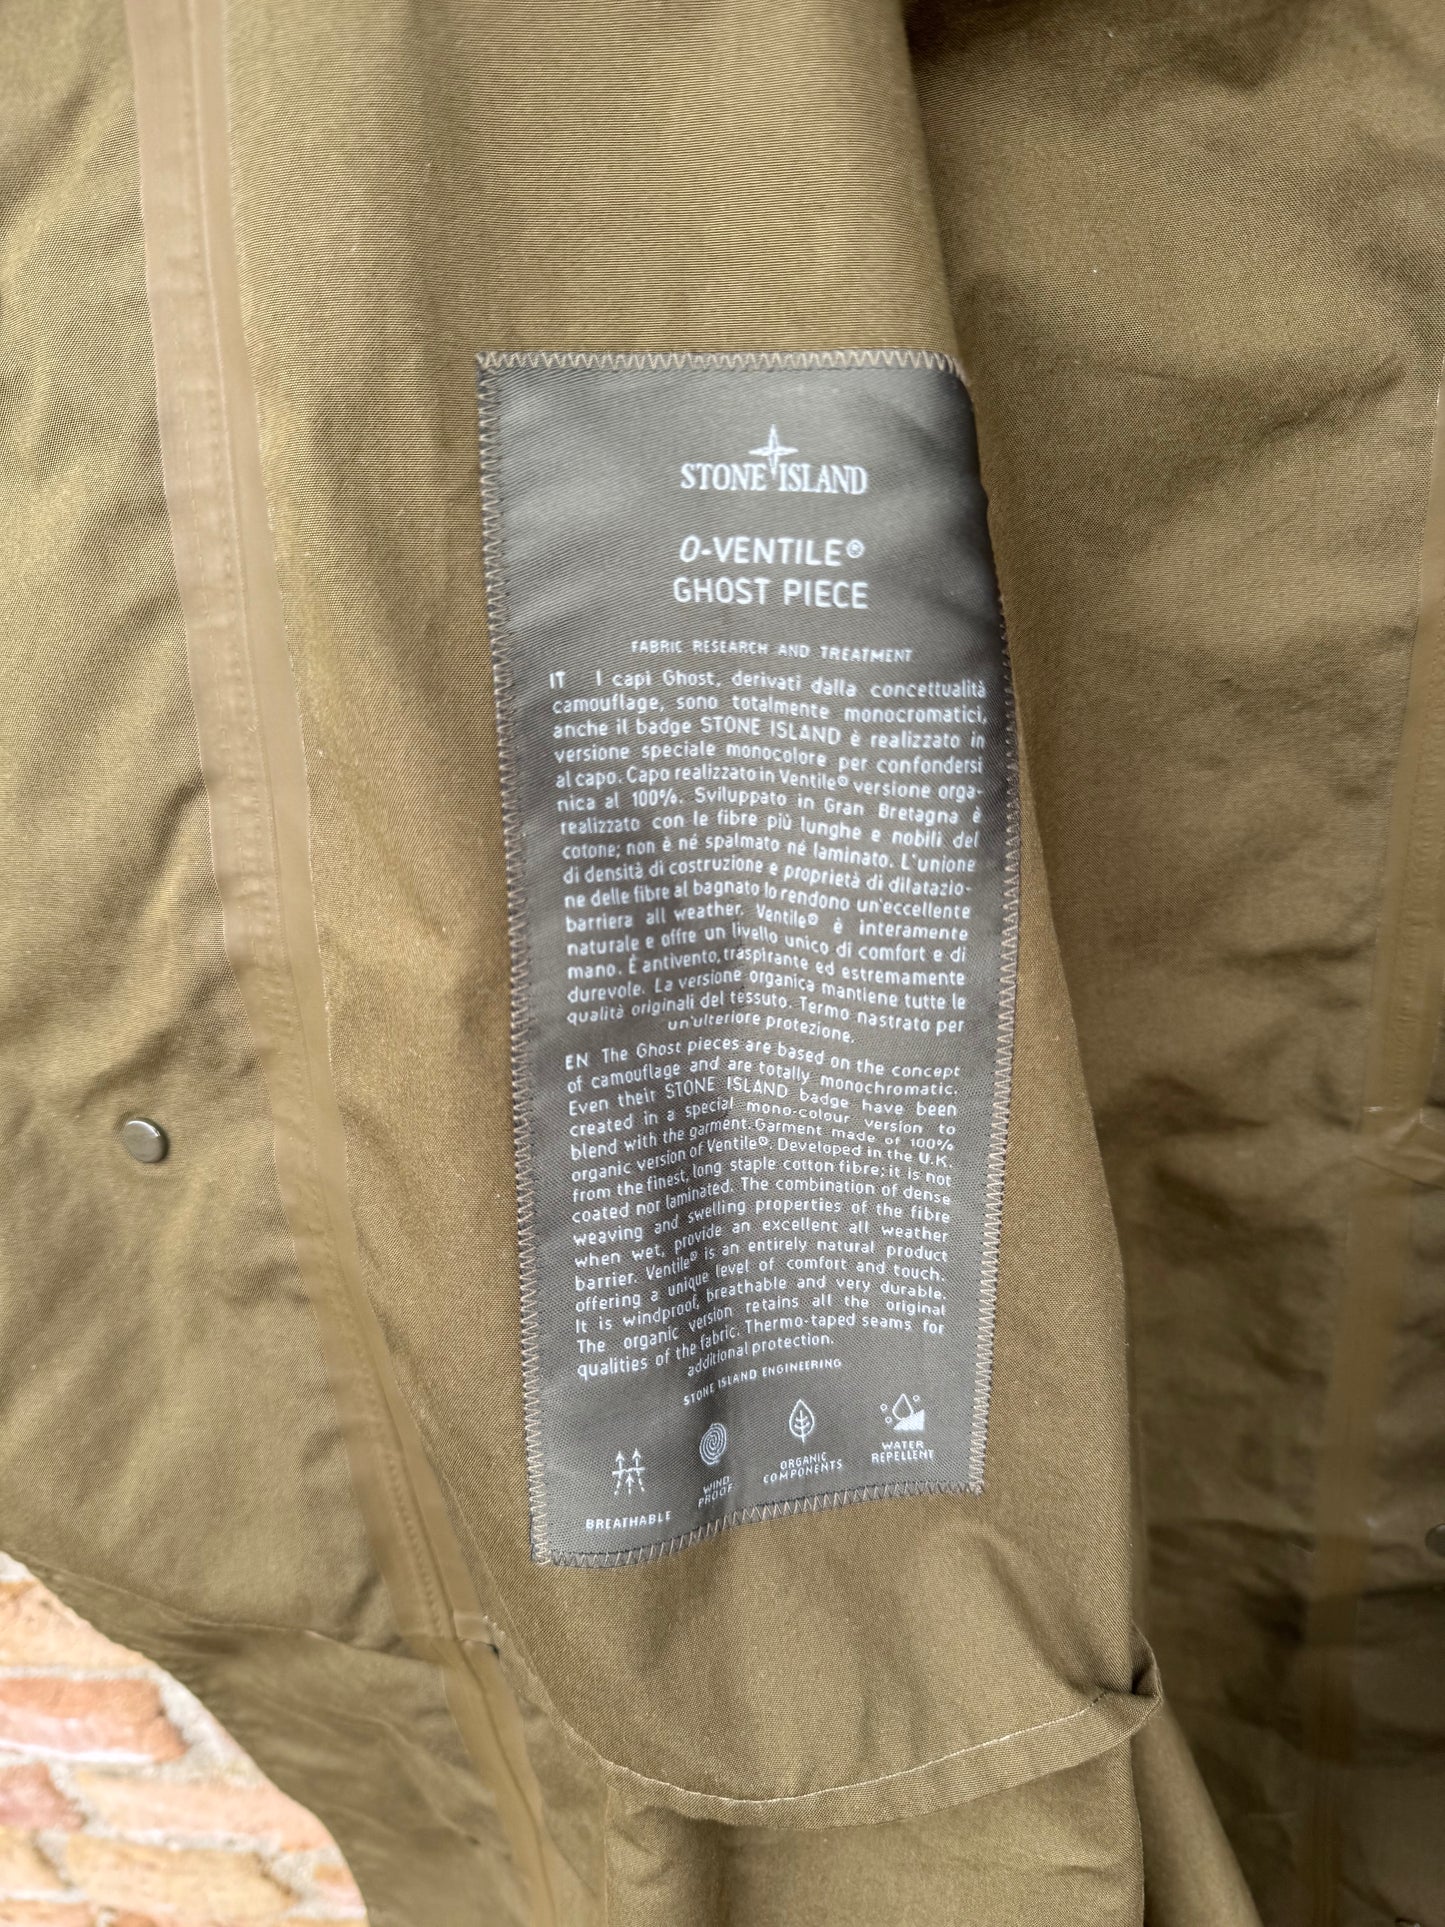 STONE ISLAND
O-VENTILE®
GHOST PIECE
FABRIC RESEARCH AND TREATMENT
IT I capi Ghost, derivati dalla concettualità
camouflage, sono totalmente monocromatici,
anche il badge STONE ISLAND è realizzato in
versione speciale monocolore per confondersi
al capo. Capo realizzato in Ventile® versione orga-
nica al 100%. Sviluppato in Gran Bretagna è
realizzato con le fibre più lunghe e nobili del
cotone; non è né spalmato né laminato. L'unione
di densità di costruzione e proprietà di dilatazio-
ne delle fibre al bagnato lo rendono un'eccellente
barriera all weather. Ventile® è interamente
naturale e offre un livello unico di comfort e di
mano. È antivento, traspirante ed estremamente
durevole. La versione organica mantiene tutte le
qualità originali del tessuto. Termo nastrato per
un'ulteriore protezione.
EN The Ghost pieces are based on the concept
of camouflage and are totally monochromatic.
Even their STONE ISLAND badge have been
created in a special mono-colour version to
blend with the garment. Garment made of 100%
organic version of Ventile®. Developed in the U.K.
from the finest, long staple cotton fibre; it is not
coated nor laminated. The combination of dense
weaving and swelling properties of the fibre
when wet, provide an excellent all weather
barrier. Ventile® is an entirely natural product
offering a unique level of comfort and touch.
It is windproof, breathable and very durable.
The organic version retains all the original
qualities of the fabric. Thermo-taped seams for
additional protection.
STONE ISLAND ENGINEERING
BREATHABLE
WIND
PROOF
ORGANIC
COMPONENTS
WATER
REPELLENT